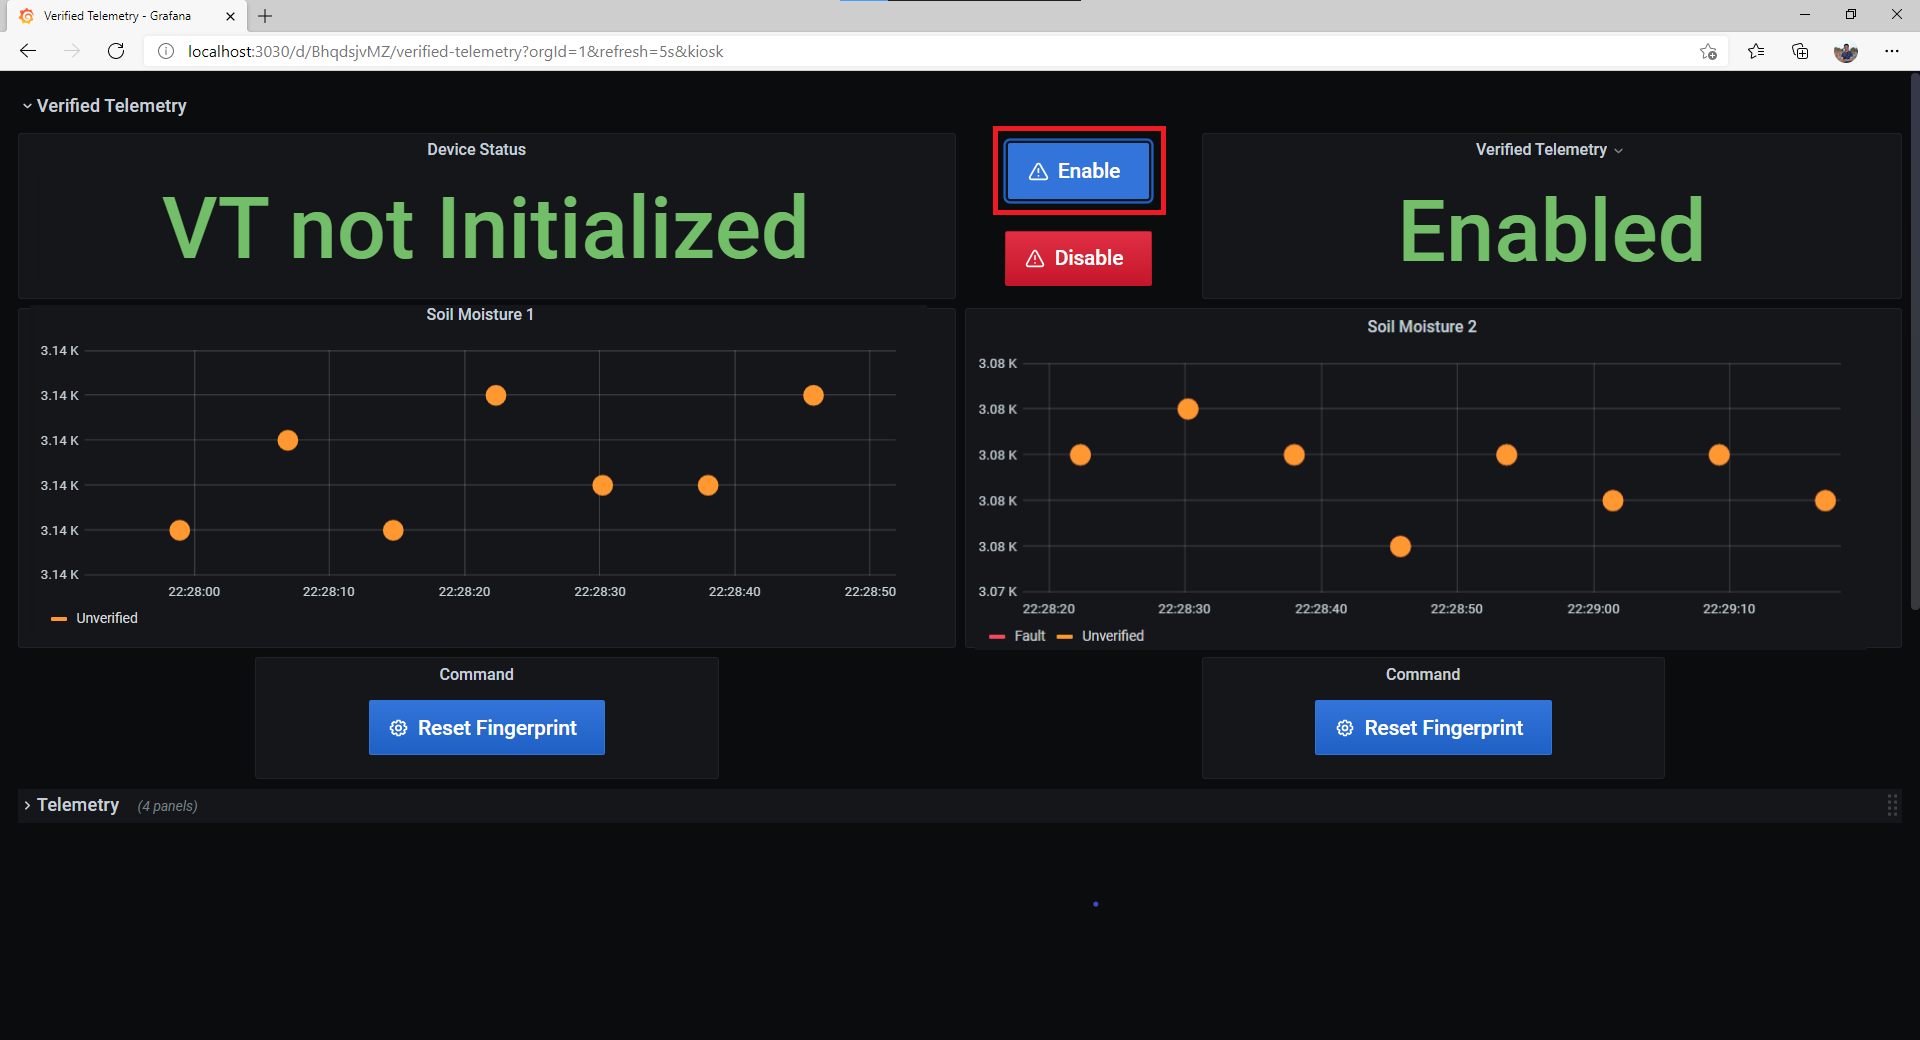 Verified Telemetry - Grafana
localhost:3030/d/BhqdsjvMZ/verified-telemetry?orgId=1&refresh=5s&kiosk
Verified Telemetry
Device Status
VT not Initialized
Enable
Disable
Verified Telemetry
Enabled
Soil Moisture 1
3.14 K
3.14 K
3.14 K
3.14 K
3.14 K
3.14 K
22:28:00 22:28:10 22:28:20 22:28:30 22:28:40 22:28:50
Unverified
Soil Moisture 2
3.08 K
3.08 K
3.08 K
3.08 K
3.08 K
3.07 K
22:28:20 22:28:30 22:28:40 22:28:50 22:29:00 22:29:10
Fault Unverified
Command
Reset Fingerprint
Command
Reset Fingerprint
Telemetry (4 panels)